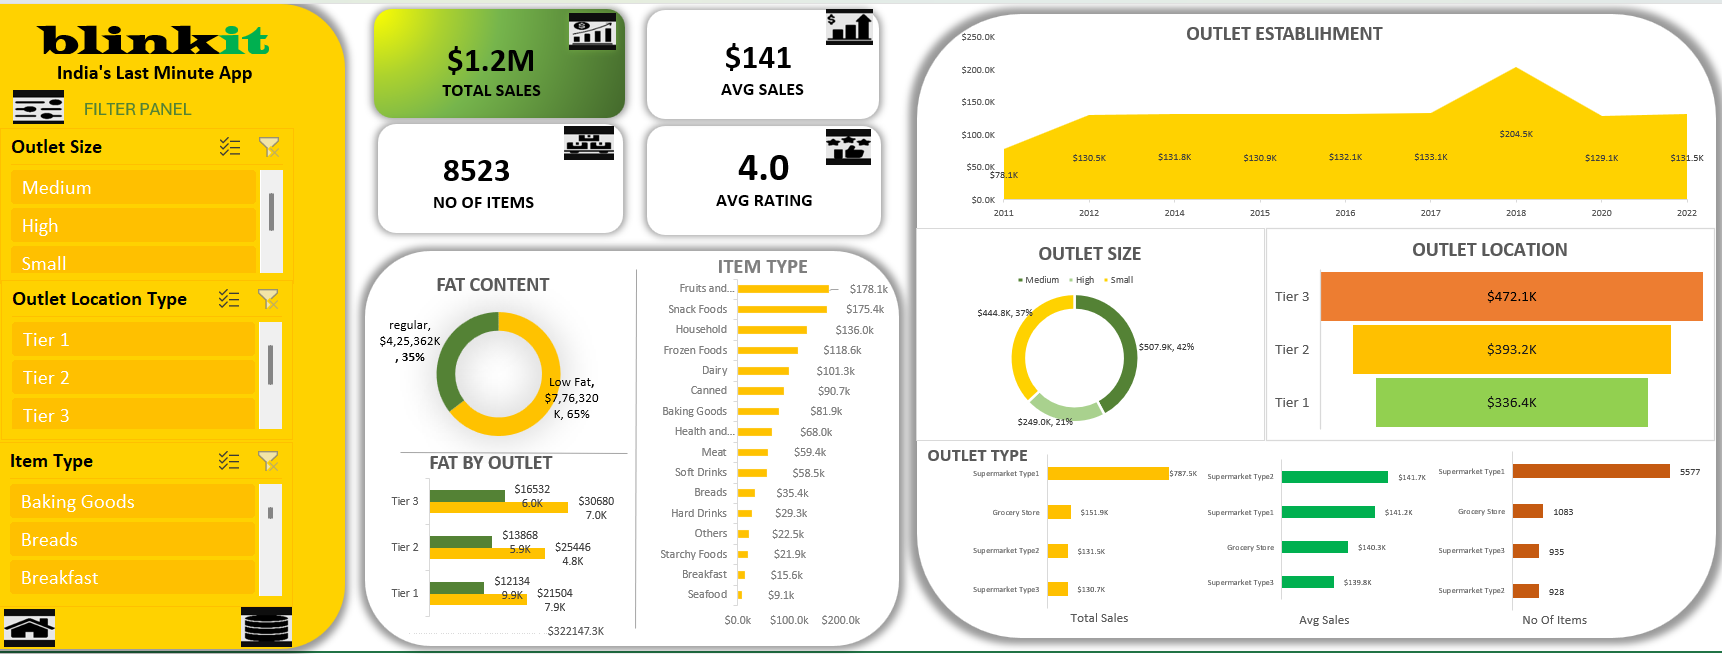 blinkit
India's Last Minute App
FILTER PANEL
Outlet Size
Medium
High
Small
Outlet Location Type
Tier 1
Tier 2
Tier 3
Item Type
Baking Goods
Breads
Breakfast
$1.2M
TOTAL SALES
$141
AVG SALES
8523
NO OF ITEMS
4.0
AVG RATING
FAT CONTENT
regular,
$4,25,362K
, 35%
Low Fat,
$7,76,320
K, 65%
FAT BY OUTLET
Tier 3
$16532
6.0K
$30680
7.0K
Tier 2
$13868
5.9K
$25446
4.8K
Tier 1
$12134
9.9K
$21504
7.9K
$322147.3K
ITEM TYPE
Fruits and... $178.1k
Snack Foods $175.4k
Household $136.0k
Frozen Foods $118.6k
Dairy $101.3k
Canned $90.7k
Baking Goods $81.9k
Health and... $68.0k
Meat $59.4k
Soft Drinks $58.5k
Breads $35.4k
Hard Drinks $29.3k
Others $22.5k
Starchy Foods $21.9k
Breakfast $15.6k
Seafood $9.1k
$0.0k $100.0k $200.0k
OUTLET ESTABLIHMENT
$250.0K
$200.0K
$150.0K
$100.0K
$50.0K
$0.0K
$78.1K $130.5K $131.8K $130.9K $132.1K $133.1K $204.5K $129.1K $131.5K
2011 2012 2014 2015 2016 2017 2018 2020 2022
OUTLET SIZE
Medium High Small
$444.8K, 37%
$507.9K, 42%
$249.0K, 21%
OUTLET LOCATION
Tier 3 $472.1K
Tier 2 $393.2K
Tier 1 $336.4K
OUTLET TYPE
Supermarket Type1 $787.5K
Grocery Store $151.9K
Supermarket Type2 $131.5K
Supermarket Type3 $130.7K
Total Sales
Supermarket Type2 $141.7K
Supermarket Type1 $141.2K
Grocery Store $140.3K
Supermarket Type3 $139.8K
Avg Sales
Supermarket Type1 5577
Grocery Store 1083
Supermarket Type3 935
Supermarket Type2 928
No Of Items